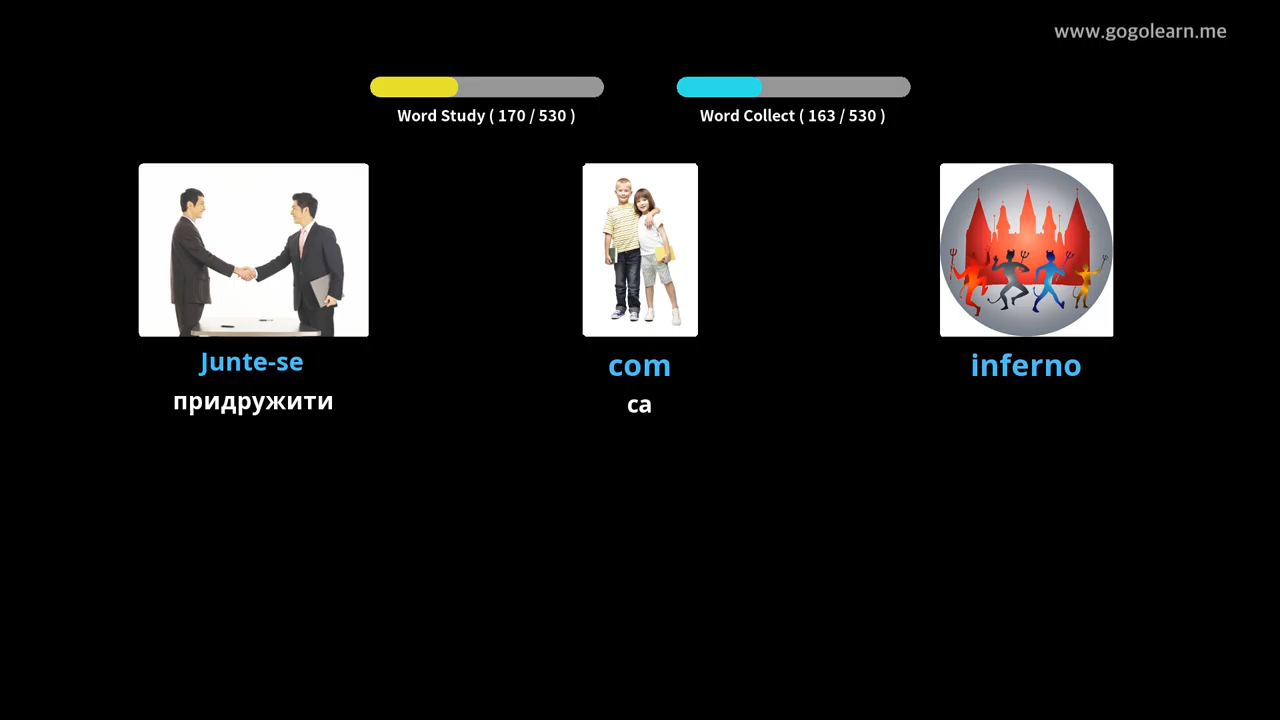 www.gogolearn.me
Word Study ( 170 / 530 )
Word Collect ( 163 / 530 )
Junte-se
придружити
com
са
inferno